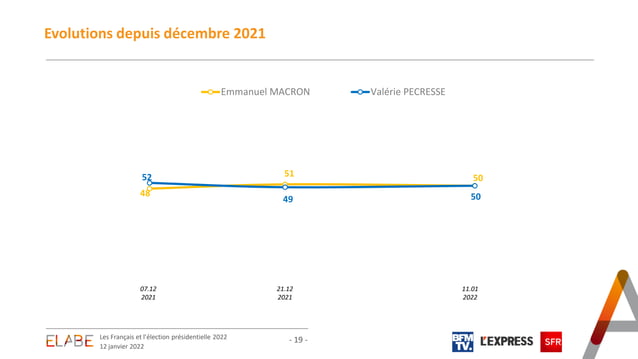 Evolutions depuis décembre 2021
Emmanuel MACRON
Valérie PECRESSE
52
48
51
49
50
50
07.12
2021
21.12
2021
11.01
2022
ELABE
Les Français et l'élection présidentielle 2022
12 janvier 2022
- 19 -
BFM
TV.
L'EXPRESS
SFR